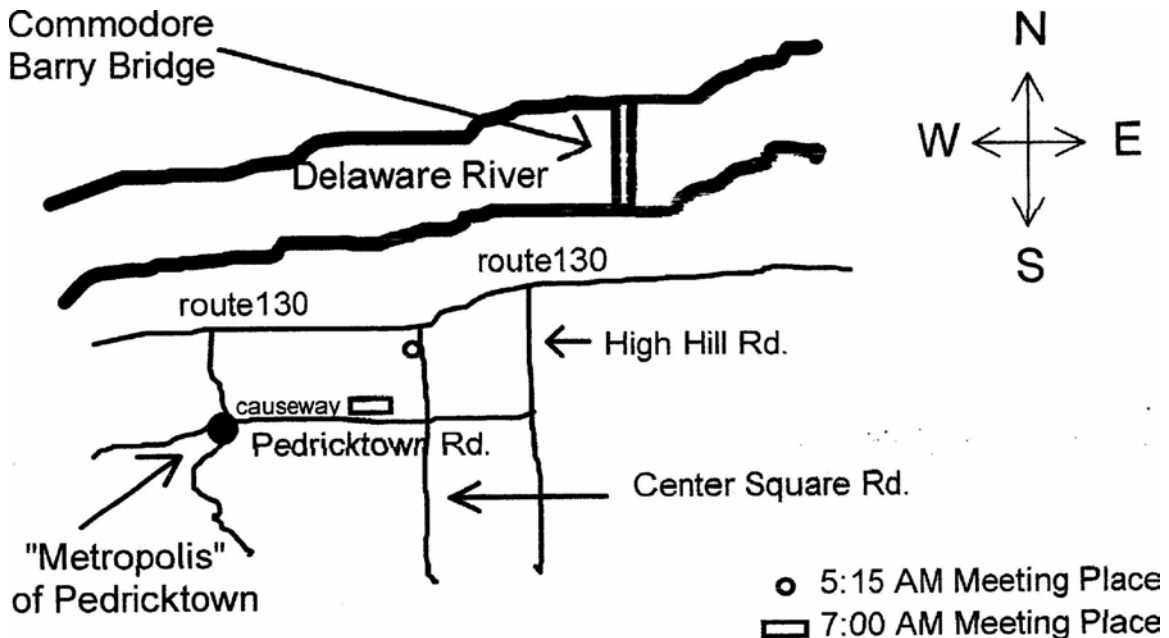 Commodore
Barry Bridge
N
W E
S
Delaware River
route130
route130
High Hill Rd.
causeway
Pedricktown Rd.
Center Square Rd.
"Metropolis"
of Pedricktown
5:15 AM Meeting Place
7:00 AM Meeting Place